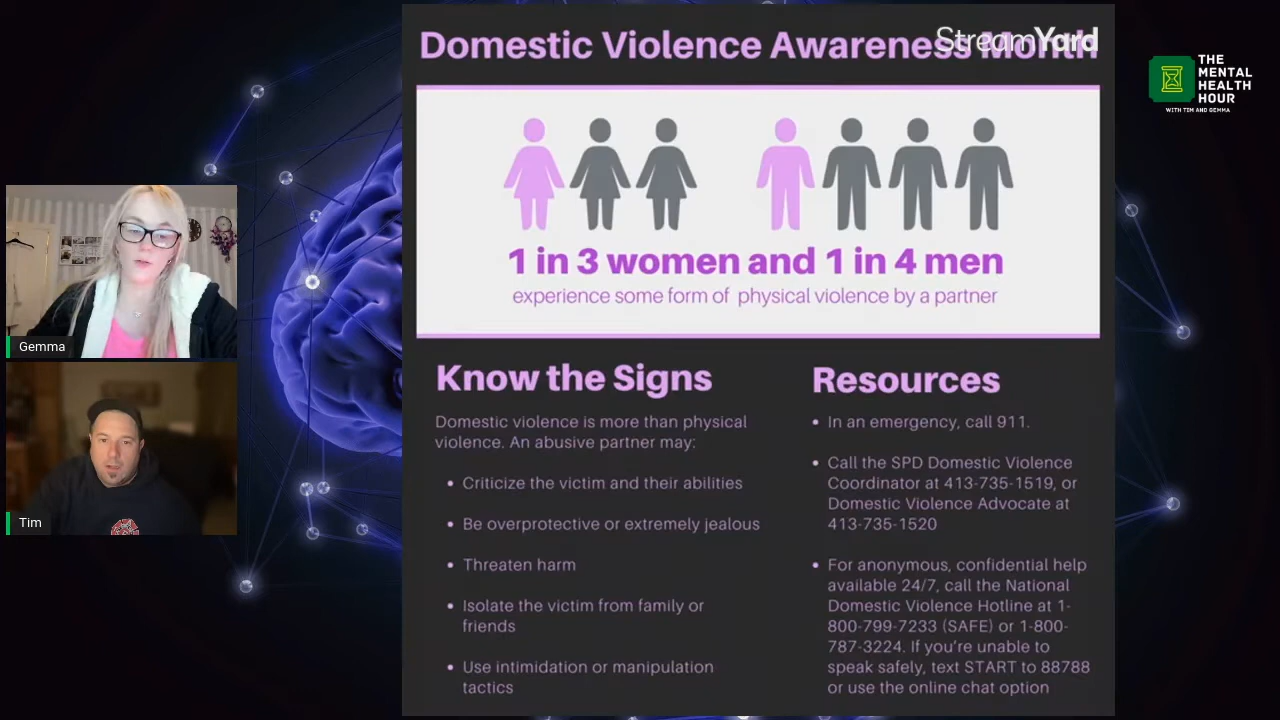 Domestic Violence Awareness Month
StreamYard
THE
MENTAL
HEALTH
HOUR
WITH TIM AND GEMMA
1 in 3 women and 1 in 4 men
experience some form of physical violence by a partner
Gemma
Tim
Know the Signs
Domestic violence is more than physical
violence. An abusive partner may:
• Criticize the victim and their abilities
• Be overprotective or extremely jealous
• Threaten harm
• Isolate the victim from family or
friends
• Use intimidation or manipulation
tactics
Resources
• In an emergency, call 911.
• Call the SPD Domestic Violence
Coordinator at 413-735-1519, or
Domestic Violence Advocate at
413-735-1520
• For anonymous, confidential help
available 24/7, call the National
Domestic Violence Hotline at 1-
800-799-7233 (SAFE) or 1-800-
787-3224. If you're unable to
speak safely, text START to 88788
or use the online chat option